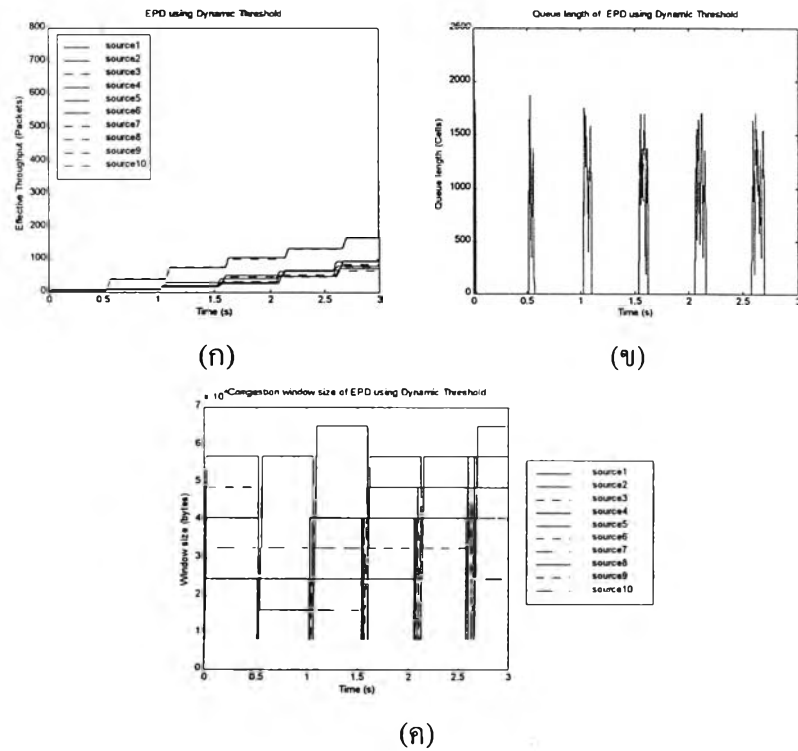 EPD using Dynamic Threshold
800
700
600
500
400
300
200
100
0
Effective Throughput (Packets)
source1
source2
source3
source4
source5
source6
source7
source8
source9
source10
0 0.5 1 1.5 2 2.5 3
Time (s)
(ก)
Queue length of EPD using Dynamic Threshold
2500
2000
1500
1000
500
0
Queue length (Cells)
0 0.5 1 1.5 2 2.5 3
Time (s)
(ข)
x 10⁴ Congestion window size of EPD using Dynamic Threshold
7
6
5
4
3
2
1
0
Window size (bytes)
0 0.5 1 1.5 2 2.5 3
Time (s)
source1
source2
source3
source4
source5
source6
source7
source8
source9
source10
(ค)